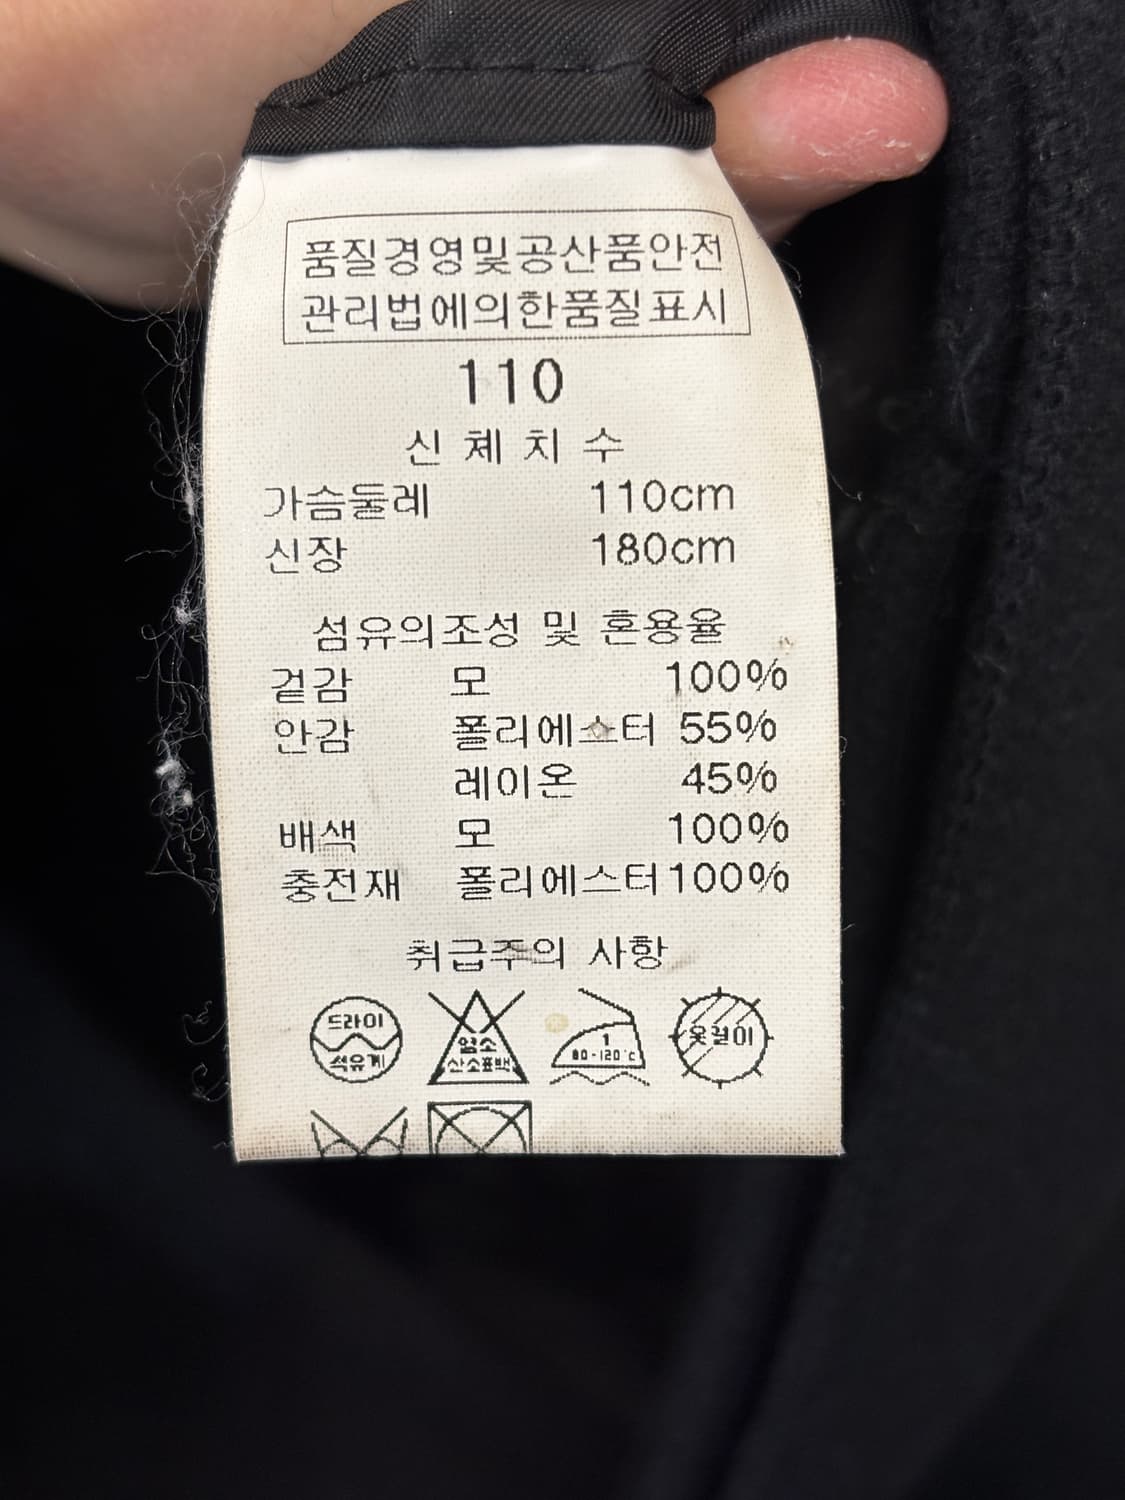 품질경영및공산품안전
관리법에의한품질표시
110
신체치수
가슴둘레 110cm
신장 180cm
섬유의조성 및 혼용율
겉감 모 100%
안감 폴리에스터 55%
레이온 45%
배색 모 100%
충전재 폴리에스터 100%
취급주의 사항
드라이
석유계
염소
산소표백
1
80-120℃
옷걸이